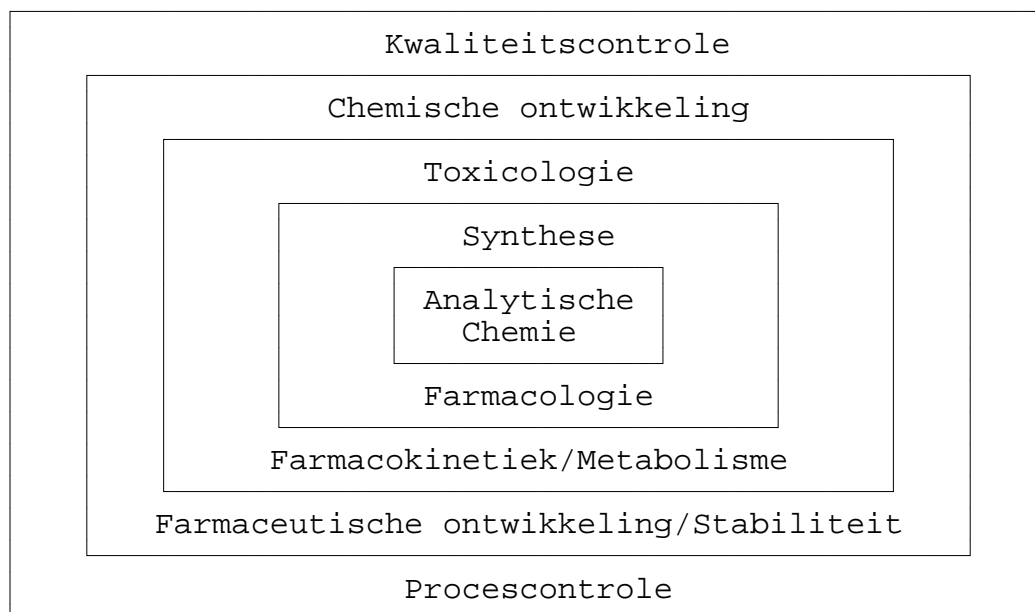 Kwaliteitscontrole
Chemische ontwikkeling
Toxicologie
Synthese
Analytische
Chemie
Farmacologie
Farmacokinetiek/Metabolisme
Farmaceutische ontwikkeling/Stabiliteit
Procescontrole